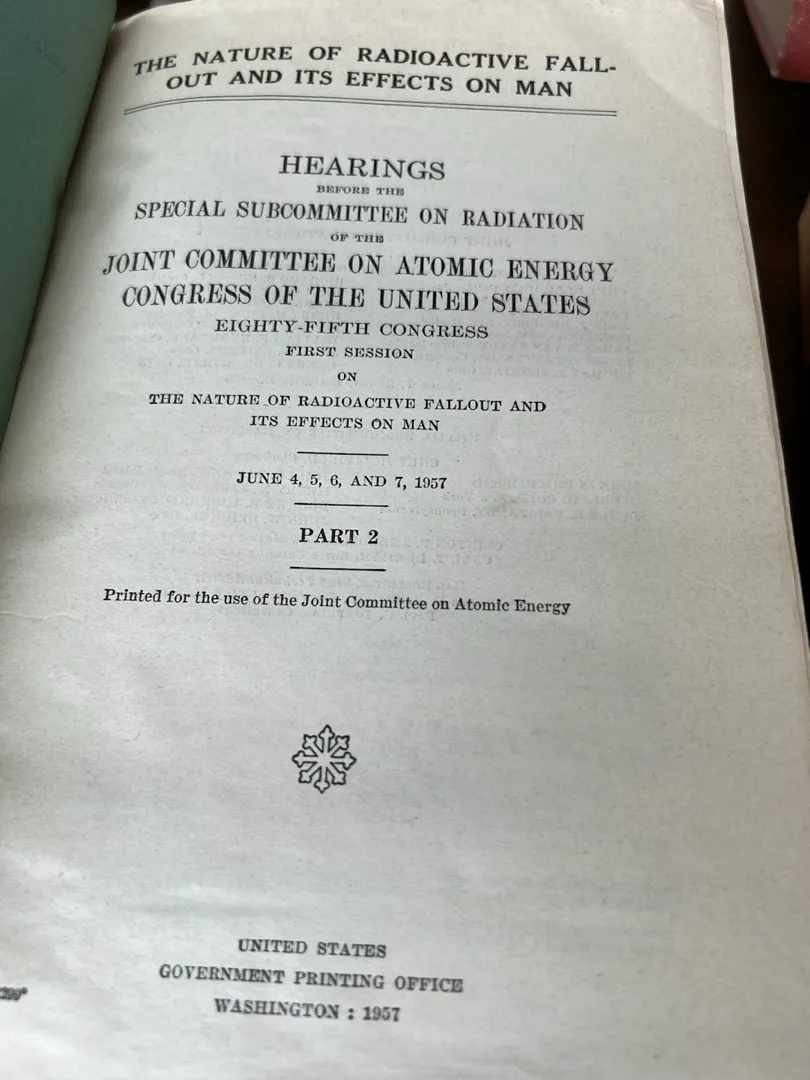 THE NATURE OF RADIOACTIVE FALL-
OUT AND ITS EFFECTS ON MAN
HEARINGS
BEFORE THE
SPECIAL SUBCOMMITTEE ON RADIATION
OF THE
JOINT COMMITTEE ON ATOMIC ENERGY
CONGRESS OF THE UNITED STATES
EIGHTY-FIFTH CONGRESS
FIRST SESSION
ON
THE NATURE OF RADIOACTIVE FALLOUT AND
ITS EFFECTS ON MAN
JUNE 4, 5, 6, AND 7, 1957
PART 2
Printed for the use of the Joint Committee on Atomic Energy
UNITED STATES
GOVERNMENT PRINTING OFFICE
WASHINGTON : 1957